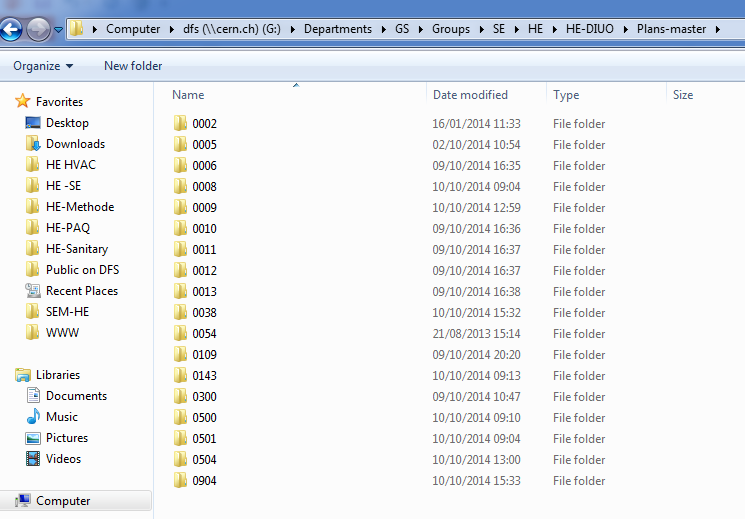 Computer dfs (\\cern.ch) (G:) Departments GS Groups SE HE HE-DIUO Plans-master
Organize New folder
Favorites
Desktop
Downloads
HE HVAC
HE -SE
HE-Methode
HE-PAQ
HE-Sanitary
Public on DFS
Recent Places
SEM-HE
WWW
Libraries
Documents
Music
Pictures
Videos
Computer
Name Date modified Type Size
0002 16/01/2014 11:33 File folder
0005 02/10/2014 10:54 File folder
0006 09/10/2014 16:35 File folder
0008 10/10/2014 09:04 File folder
0009 10/10/2014 12:59 File folder
0010 09/10/2014 16:36 File folder
0011 09/10/2014 16:37 File folder
0012 09/10/2014 16:37 File folder
0013 09/10/2014 16:38 File folder
0038 10/10/2014 15:32 File folder
0054 21/08/2013 15:14 File folder
0109 09/10/2014 20:20 File folder
0143 10/10/2014 09:13 File folder
0300 09/10/2014 10:47 File folder
0500 10/10/2014 09:10 File folder
0501 10/10/2014 09:04 File folder
0504 10/10/2014 13:00 File folder
0904 10/10/2014 15:33 File folder